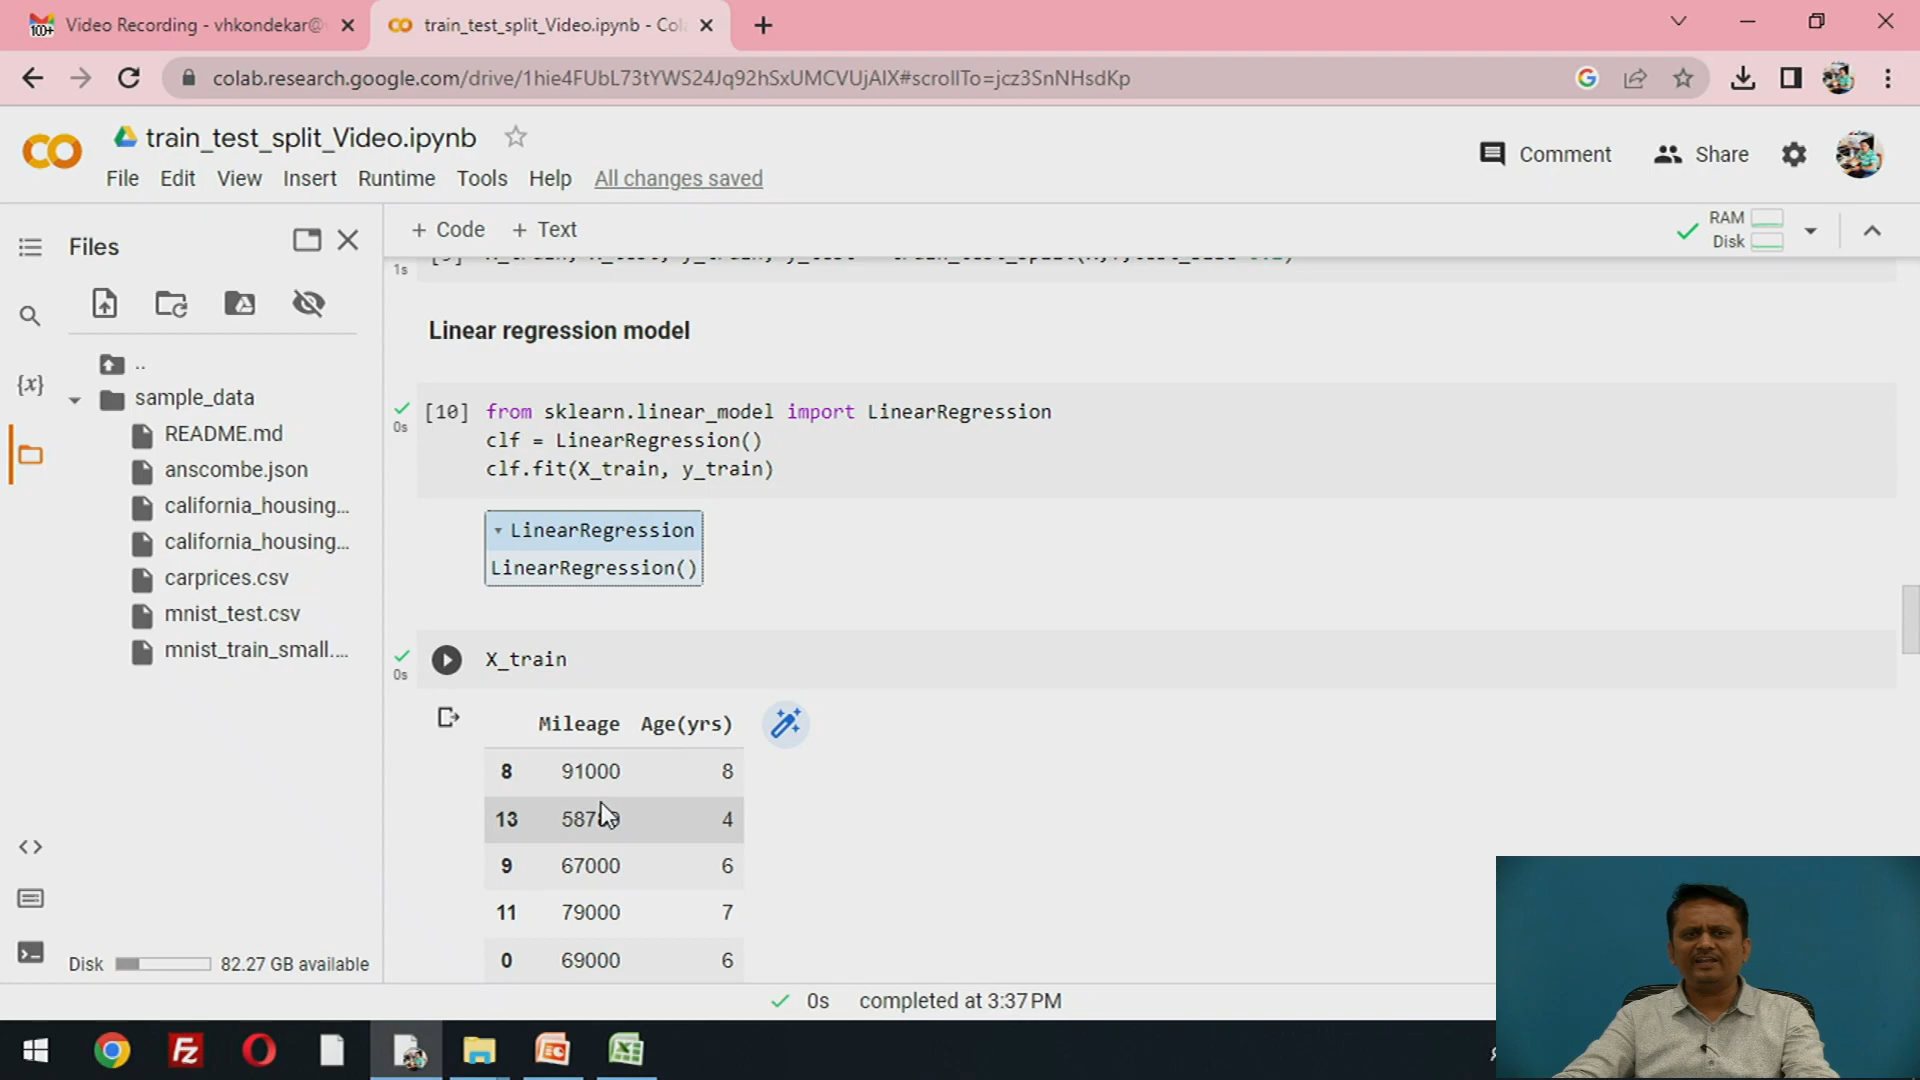 Video Recording - vhkondekar@
train_test_split_Video.ipynb - Col
100+
colab.research.google.com/drive/1hie4FUbL73tYWS24Jq92hSxUMCVUjAIX#scrollTo=jcz3SnNHsdKp
train_test_split_Video.ipynb
Comment
Share
File Edit View Insert Runtime Tools Help All changes saved
Files
+ Code + Text
RAM
Disk
1s
Linear regression model
..
sample_data
README.md
anscombe.json
california_housing...
california_housing...
carprices.csv
mnist_test.csv
mnist_train_small....
{x}
0s
[10] from sklearn.linear_model import LinearRegression
clf = LinearRegression()
clf.fit(X_train, y_train)
LinearRegression
LinearRegression()
0s
X_train
Mileage Age(yrs)
8 91000 8
13 4
9 67000 6
11 79000 7
0 69000 6
Disk 82.27 GB available
0s completed at 3:37 PM